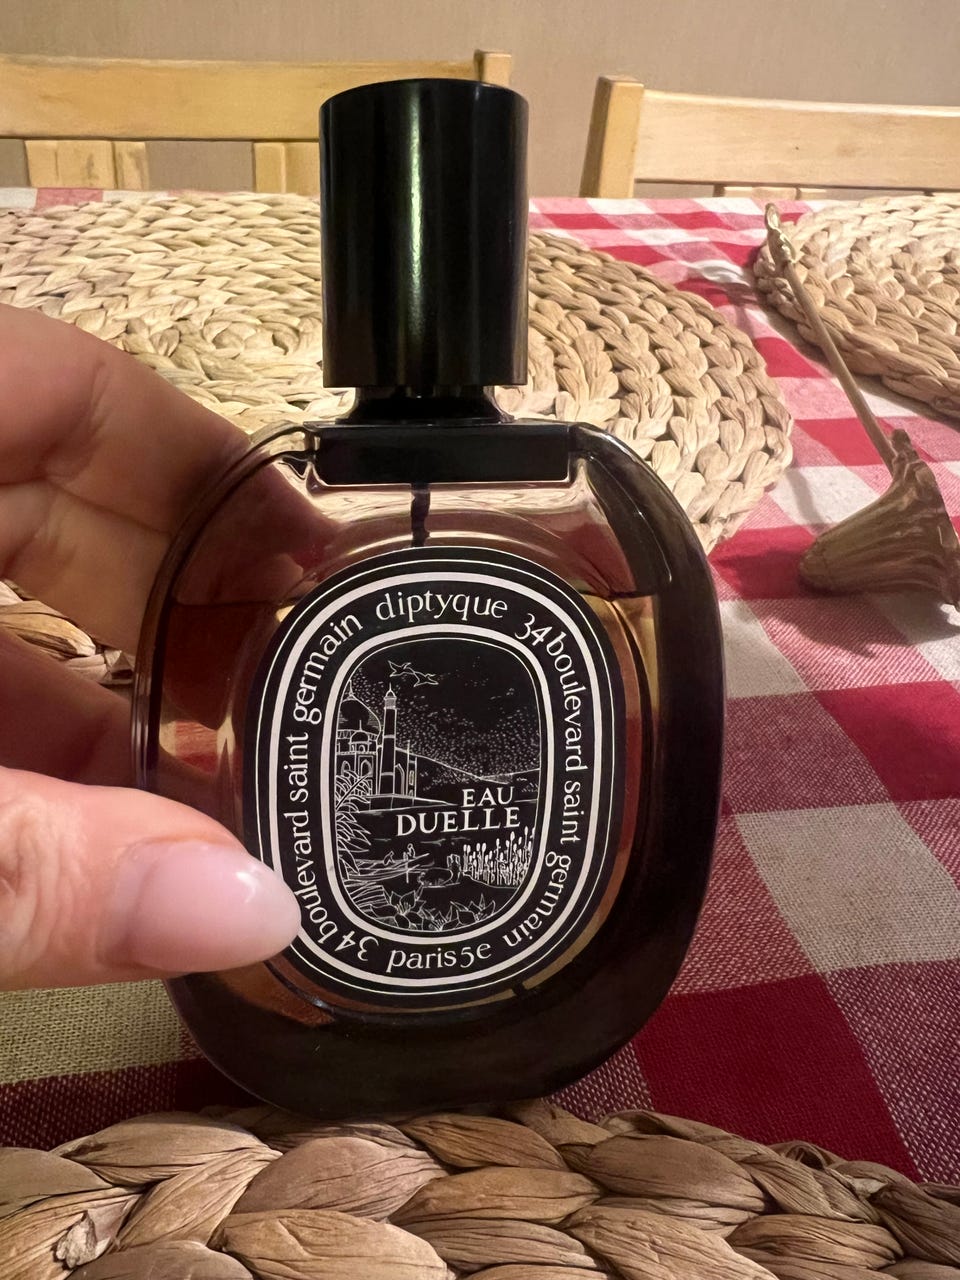 diptyque 34 boulevard saint germain paris5e 34 boulevard saint germain
EAU
DUELLE